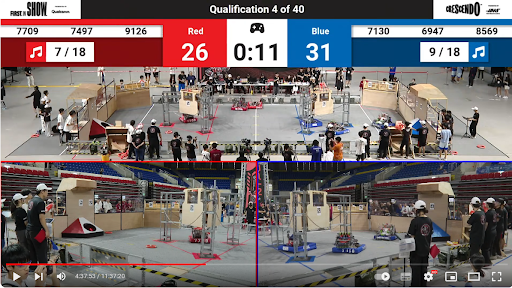 FIRST IN SHOW
Qualcomm
Qualification 4 of 40
CRESCENDO
7709 7497 9126
Red
Blue
7130 6947 8569
7 / 18
26
0:11
31
9 / 18
4:37:53 / 11:37:20